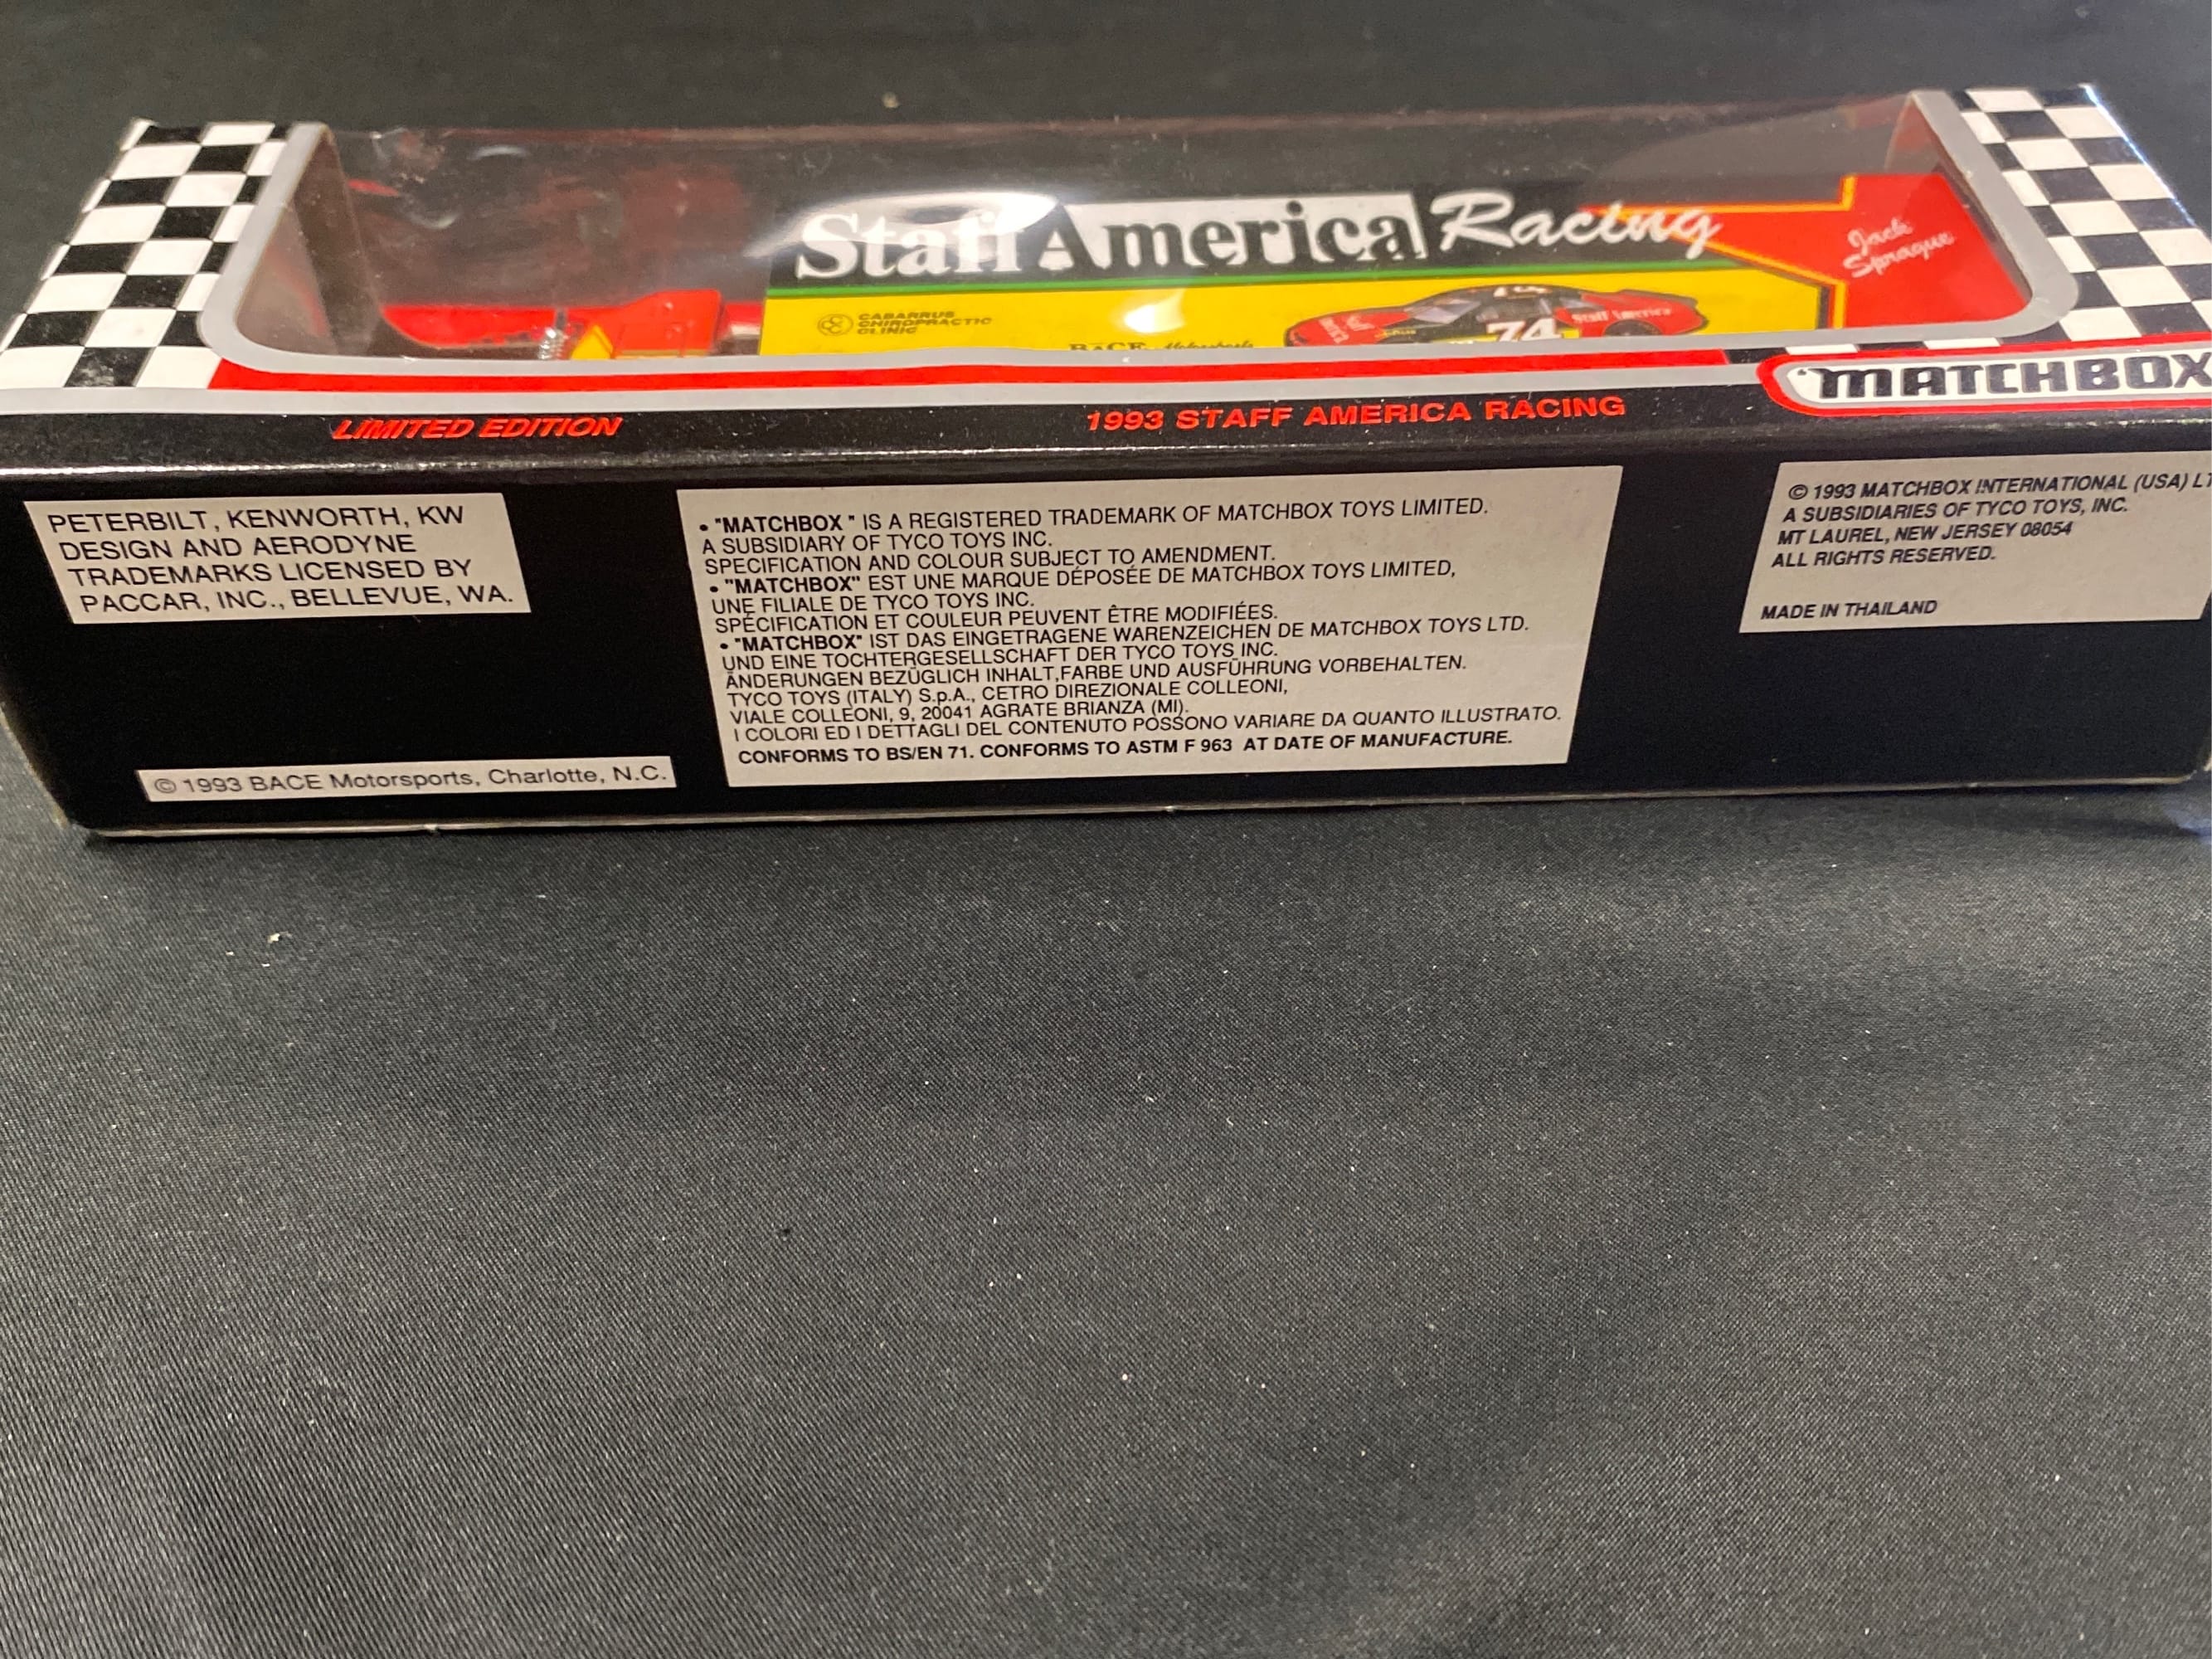 Staff America Racing
Jack
Sprague
CABARRUS
CHIROPRACTIC
CLINIC
BACE Motorsports
74
Staff America
MATCHBOX
LIMITED EDITION
1993 STAFF AMERICA RACING
PETERBILT, KENWORTH, KW
DESIGN AND AERODYNE
TRADEMARKS LICENSED BY
PACCAR, INC., BELLEVUE, WA.
© 1993 BACE Motorsports, Charlotte, N.C.
• "MATCHBOX" IS A REGISTERED TRADEMARK OF MATCHBOX TOYS LIMITED.
A SUBSIDIARY OF TYCO TOYS INC.
SPECIFICATION AND COLOUR SUBJECT TO AMENDMENT.
• "MATCHBOX" EST UNE MARQUE DÉPOSÉE DE MATCHBOX TOYS LIMITED,
UNE FILIALE DE TYCO TOYS INC.
SPÉCIFICATION ET COULEUR PEUVENT ÊTRE MODIFIÉES.
• "MATCHBOX" IST DAS EINGETRAGENE WARENZEICHEN DE MATCHBOX TOYS LTD.
UND EINE TOCHTERGESELLSCHAFT DER TYCO TOYS INC.
ÄNDERUNGEN BEZÜGLICH INHALT,FARBE UND AUSFÜHRUNG VORBEHALTEN.
TYCO TOYS (ITALY) S.p.A., CETRO DIREZIONALE COLLEONI,
VIALE COLLEONI, 9, 20041 AGRATE BRIANZA (MI).
I COLORI ED I DETTAGLI DEL CONTENUTO POSSONO VARIARE DA QUANTO ILLUSTRATO.
CONFORMS TO BS/EN 71. CONFORMS TO ASTM F 963 AT DATE OF MANUFACTURE.
© 1993 MATCHBOX INTERNATIONAL (USA) LT
A SUBSIDIARIES OF TYCO TOYS, INC.
MT LAUREL, NEW JERSEY 08054
ALL RIGHTS RESERVED.
MADE IN THAILAND